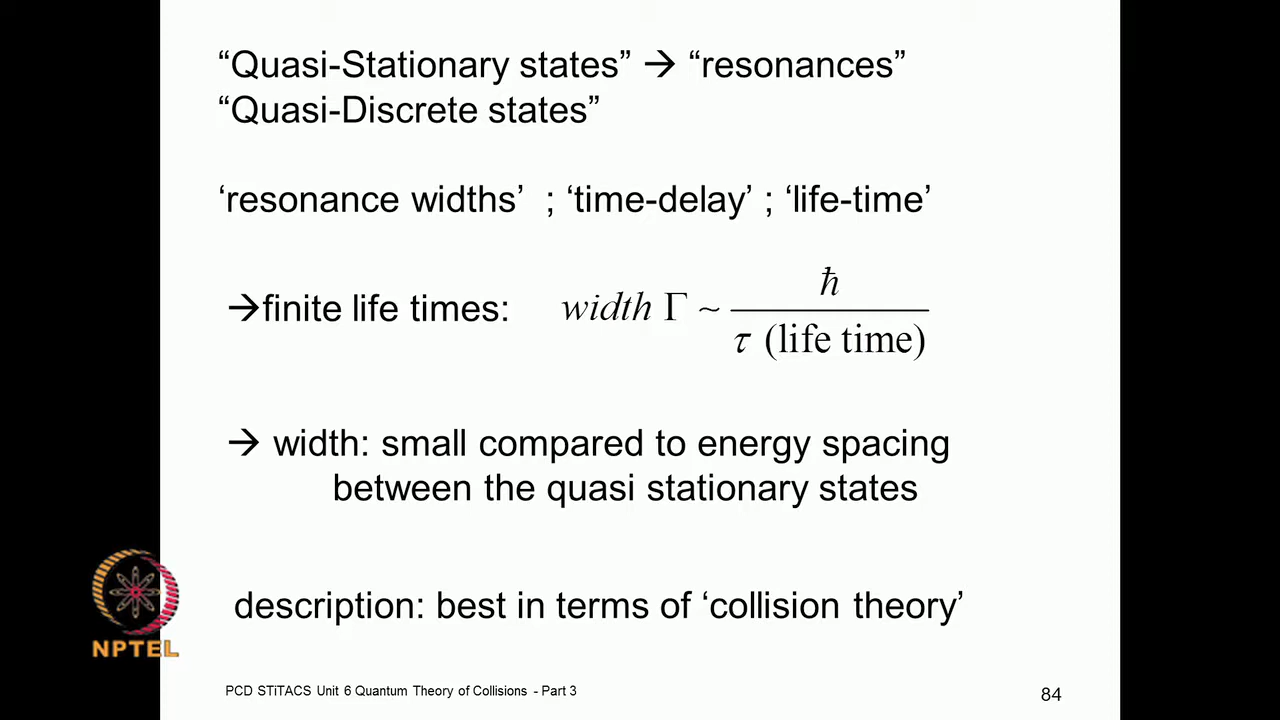 “Quasi-Stationary states” → “resonances”
“Quasi-Discrete states”
‘resonance widths’ ; ‘time-delay’ ; ‘life-time’
→finite life times: width Γ ~ ħ / τ (life time)
→ width: small compared to energy spacing
between the quasi stationary states
description: best in terms of ‘collision theory’
NPTEL
PCD STiTACS Unit 6 Quantum Theory of Collisions - Part 3
84